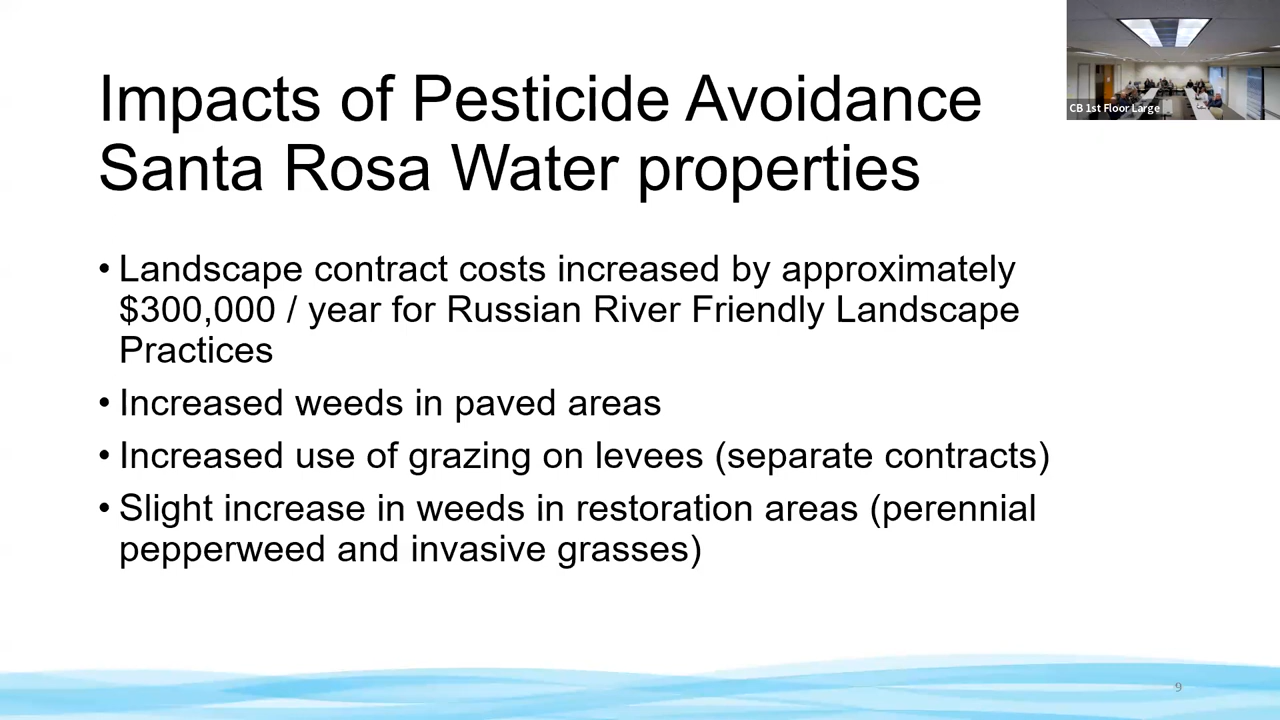 Impacts of Pesticide Avoidance
Santa Rosa Water properties
• Landscape contract costs increased by approximately
$300,000 / year for Russian River Friendly Landscape
Practices
• Increased weeds in paved areas
• Increased use of grazing on levees (separate contracts)
• Slight increase in weeds in restoration areas (perennial
pepperweed and invasive grasses)
CB 1st Floor Large
9